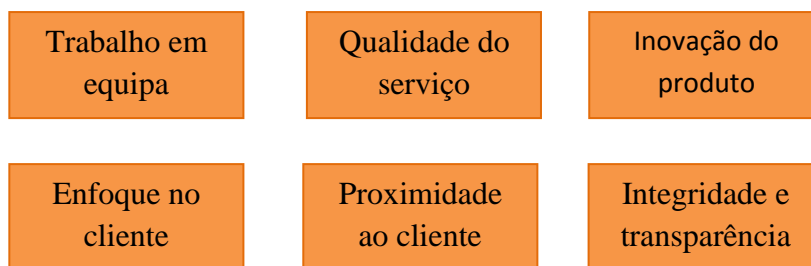 Trabalho em
equipa
Qualidade do
serviço
Inovação do
produto
Enfoque no
cliente
Proximidade
ao cliente
Integridade e
transparência